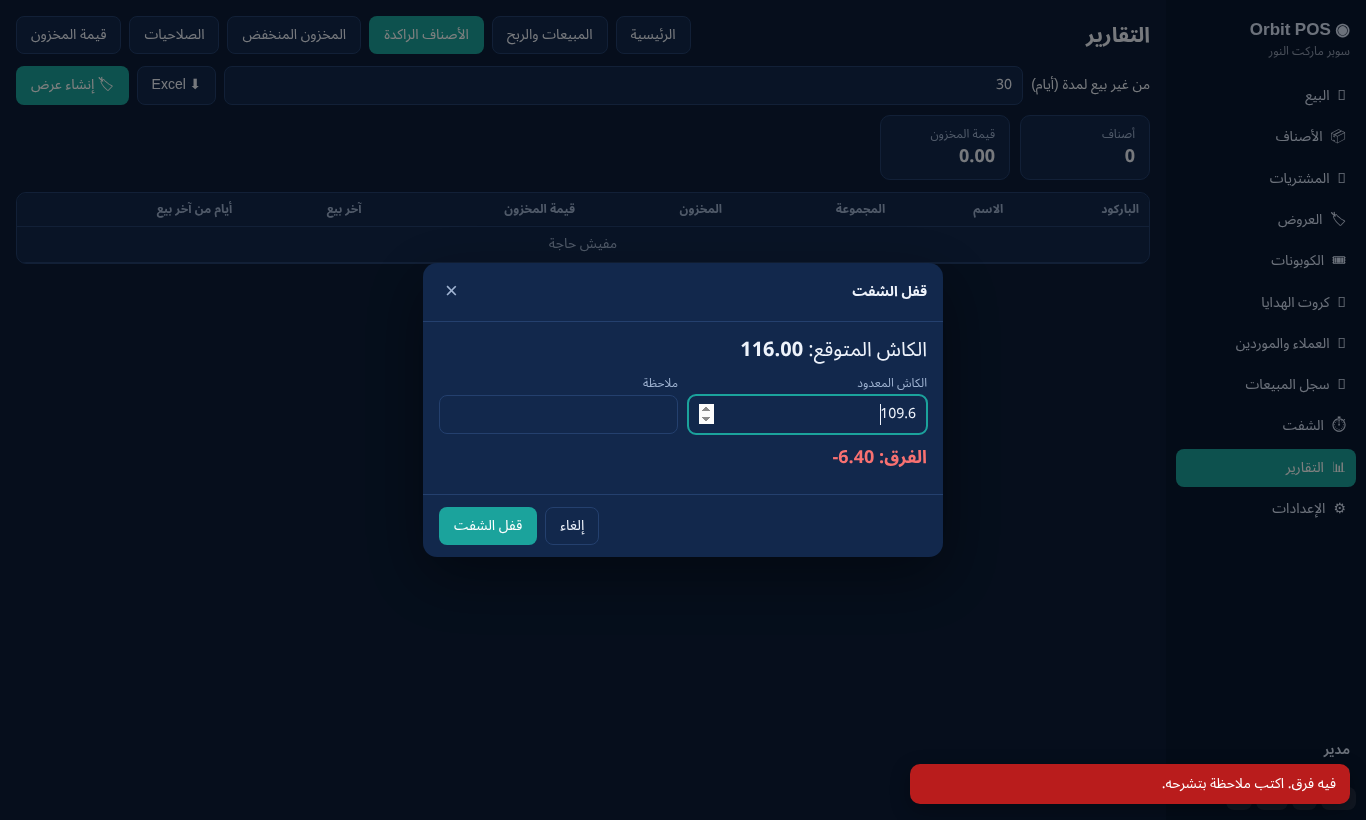 Orbit POS
سوبر ماركت النور
البيع
الأصناف
المشتريات
العروض
الكوبونات
كروت الهدايا
العملاء والموردين
سجل المبيعات
الشفت
التقارير
الإعدادات
مدير
التقارير
الرئيسية
المبيعات والربح
الأصناف الراكدة
المخزون المنخفض
الصلاحيات
قيمة المخزون
من غير بيع لمدة (أيام)
30
Excel
إنشاء عرض
أصناف
0
قيمة المخزون
0.00
الباركود الاسم المجموعة المخزون قيمة المخزون آخر بيع أيام من آخر بيع
مفيش حاجة
قفل الشفت ×
الكاش المتوقع: 116.00
الكاش المعدود
109.6
ملاحظة
الفرق: -6.40
إلغاء
قفل الشفت
فيه فرق. اكتب ملاحظة بتشرحه.